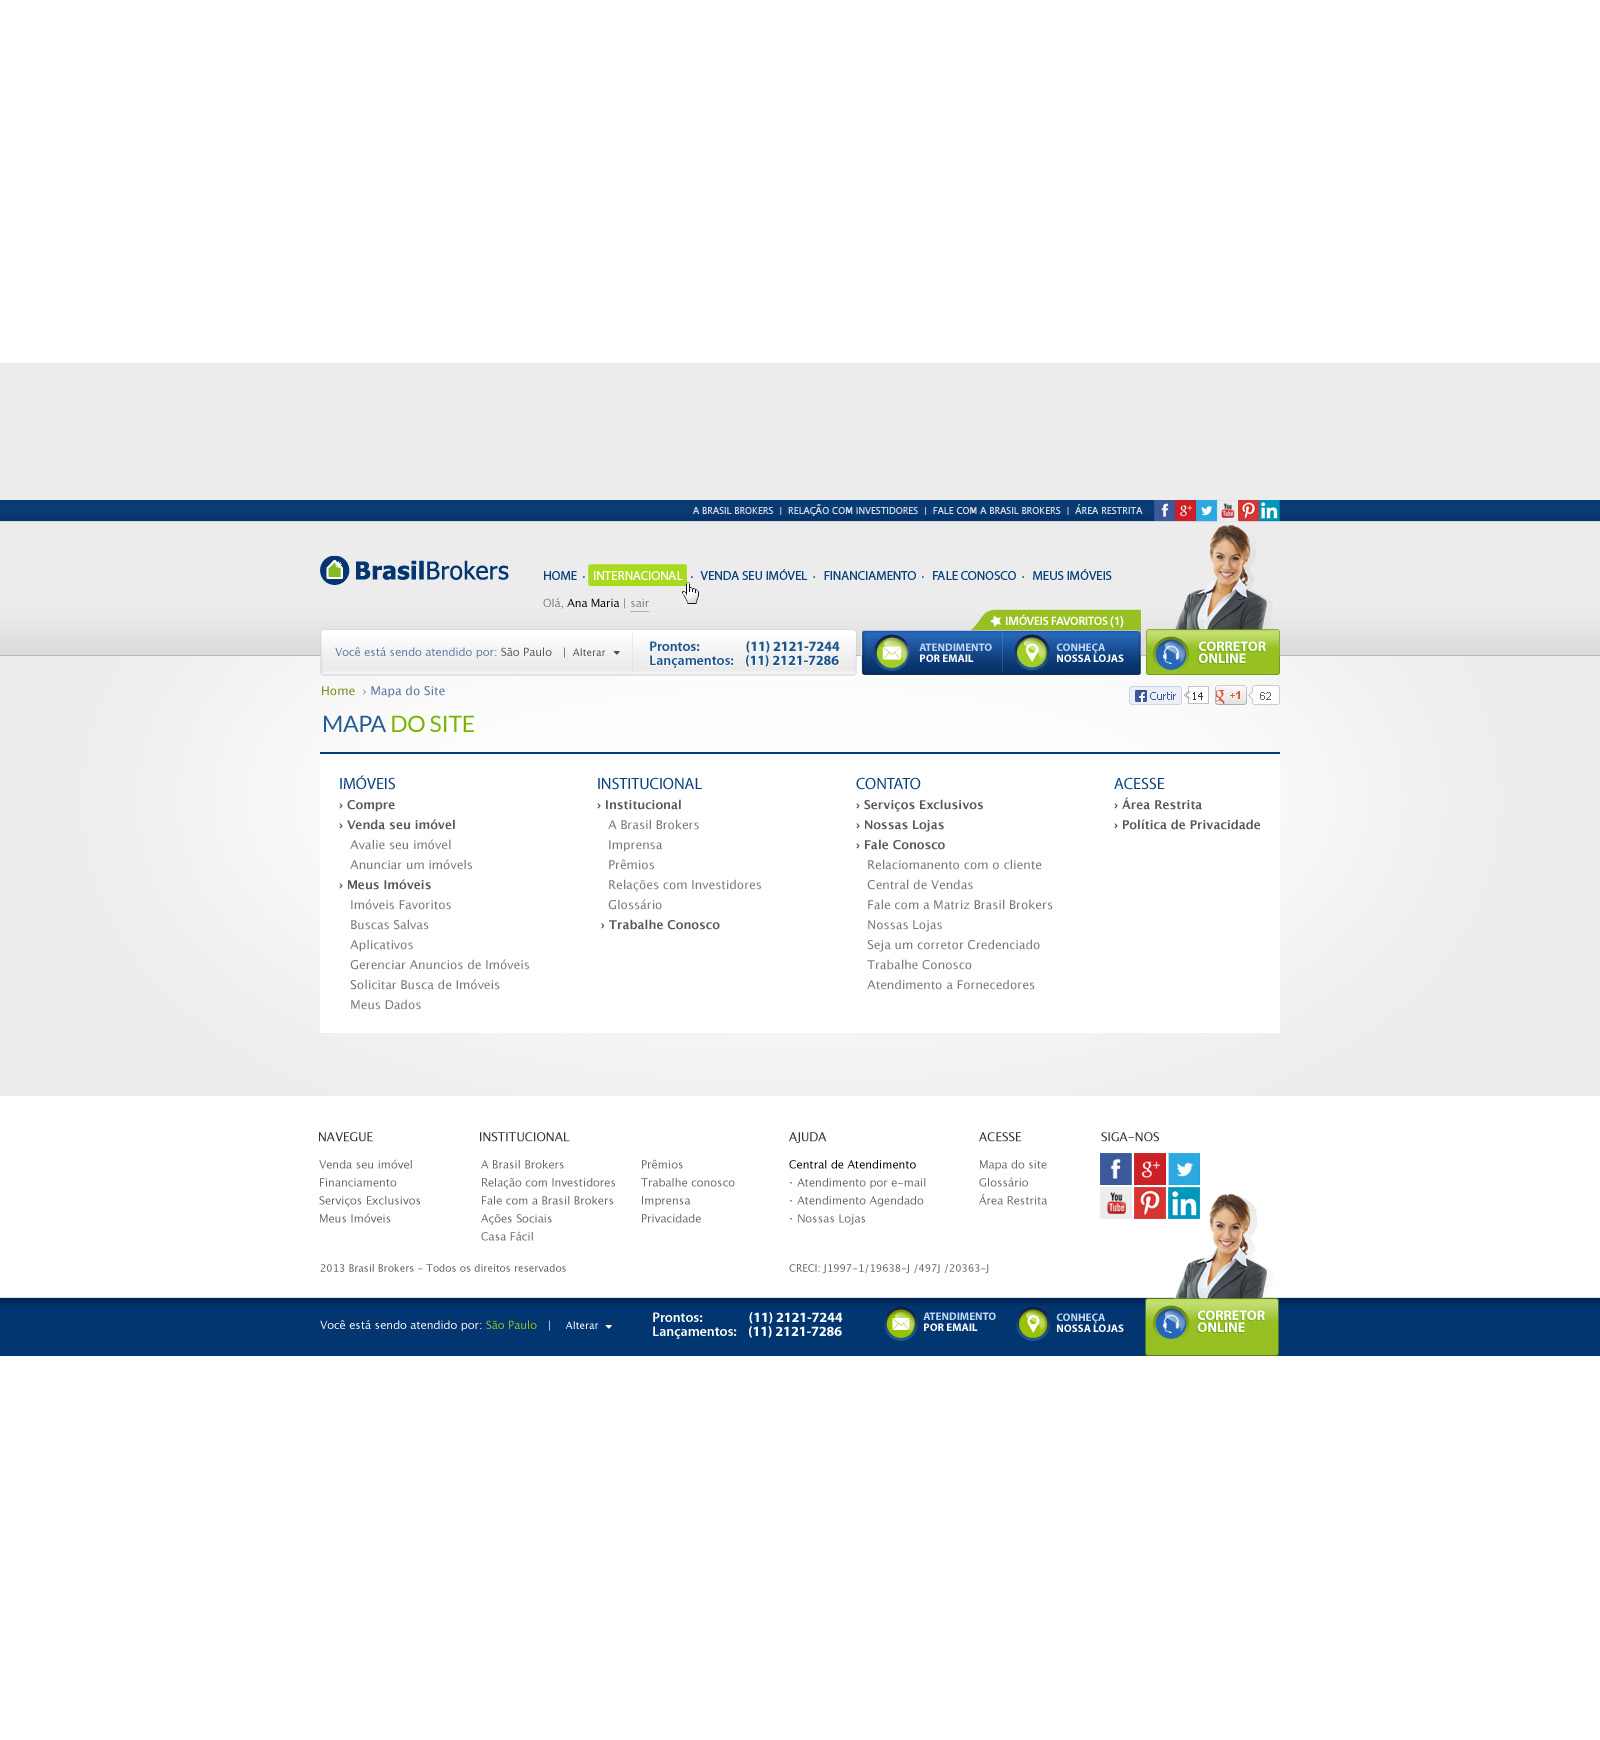 A BRASIL BROKERS | RELAÇÃO COM INVESTIDORES | FALE COM A BRASIL BROKERS | ÁREA RESTRITA
f g+ You Tube in
BrasilBrokers
HOME · INTERNACIONAL · VENDA SEU IMÓVEL · FINANCIAMENTO · FALE CONOSCO · MEUS IMÓVEIS
Olá, Ana Maria | sair
IMÓVEIS FAVORITOS (1)
Você está sendo atendido por: São Paulo | Alterar
Prontos: (11) 2121-7244
Lançamentos: (11) 2121-7286
ATENDIMENTO
POR EMAIL
CONHEÇA
NOSSA LOJAS
CORRETOR
ONLINE
Home › Mapa do Site
Curtir 14 g +1 62
MAPA DO SITE
IMÓVEIS
› Compre
› Venda seu imóvel
Avalie seu imóvel
Anunciar um imóvels
› Meus Imóveis
Imóveis Favoritos
Buscas Salvas
Aplicativos
Gerenciar Anuncios de Imóveis
Solicitar Busca de Imóveis
Meus Dados
INSTITUCIONAL
› Institucional
A Brasil Brokers
Imprensa
Prêmios
Relações com Investidores
Glossário
› Trabalhe Conosco
CONTATO
› Serviços Exclusivos
› Nossas Lojas
› Fale Conosco
Relaciomanento com o cliente
Central de Vendas
Fale com a Matriz Brasil Brokers
Nossas Lojas
Seja um corretor Credenciado
Trabalhe Conosco
Atendimento a Fornecedores
ACESSE
› Área Restrita
› Política de Privacidade
NAVEGUE
Venda seu imóvel
Financiamento
Serviços Exclusivos
Meus Imóveis
INSTITUCIONAL
A Brasil Brokers
Relação com Investidores
Fale com a Brasil Brokers
Ações Sociais
Casa Fácil
Prêmios
Trabalhe conosco
Imprensa
Privacidade
AJUDA
Central de Atendimento
· Atendimento por e-mail
· Atendimento Agendado
· Nossas Lojas
ACESSE
Mapa do site
Glossário
Área Restrita
SIGA-NOS
f g+
You Tube in
2013 Brasil Brokers - Todos os direitos reservados
CRECI: J1997-1/19638-J /497J /20363-J
Você está sendo atendido por: São Paulo | Alterar
Prontos: (11) 2121-7244
Lançamentos: (11) 2121-7286
ATENDIMENTO
POR EMAIL
CONHEÇA
NOSSA LOJAS
CORRETOR
ONLINE